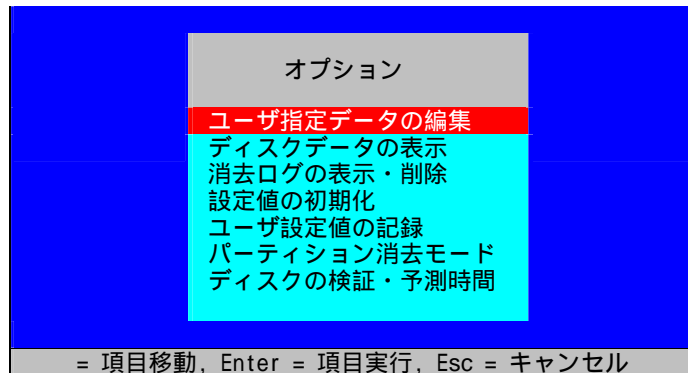 オプション
ユーザ指定データの編集
ディスクデータの表示
消去ログの表示・削除
設定値の初期化
ユーザ設定値の記録
パーティション消去モード
ディスクの検証・予測時間
= 項目移動, Enter = 項目実行, Esc = キャンセル